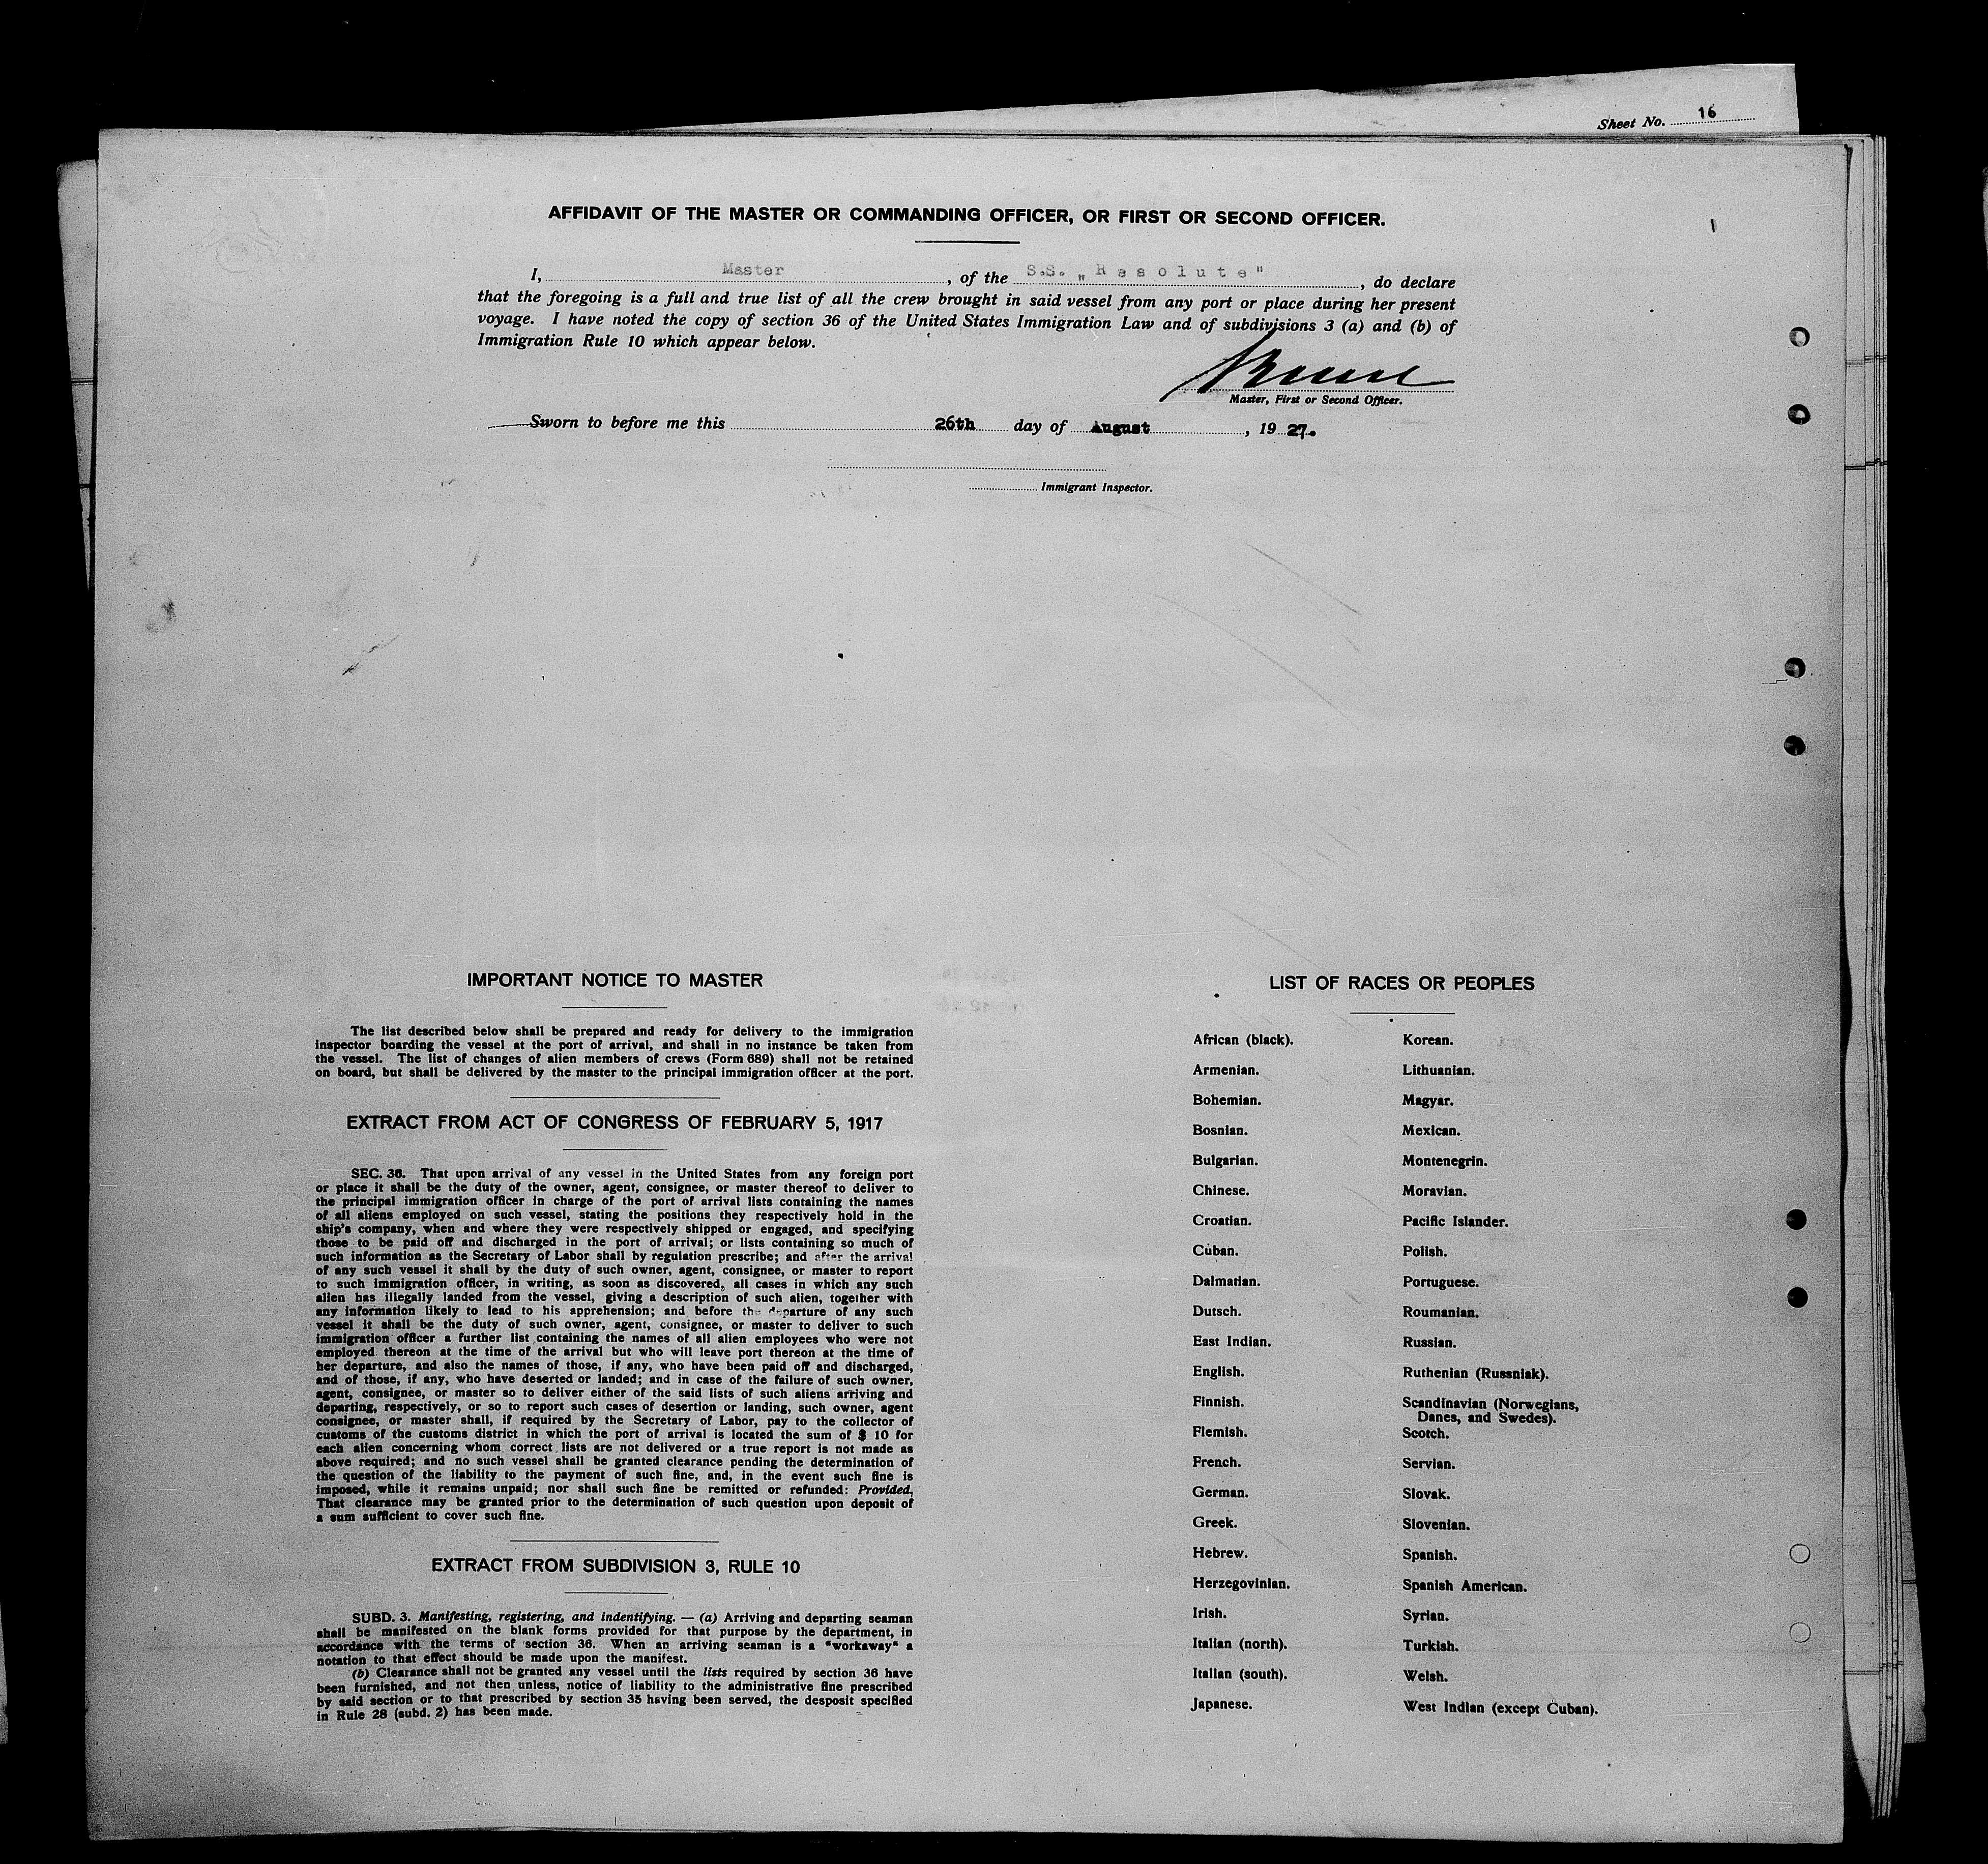 Sheet No. 16
AFFIDAVIT OF THE MASTER OR COMMANDING OFFICER, OR FIRST OR SECOND OFFICER.
I, Master, of the S.S. „Resolute", do declare
that the foregoing is a full and true list of all the crew brought in said vessel from any port or place during her present
voyage. I have noted the copy of section 36 of the United States Immigration Law and of subdivisions 3 (a) and (b) of
Immigration Rule 10 which appear below.
Master, First or Second Officer.
Sworn to before me this 26th day of August, 1927.
Immigrant Inspector.
IMPORTANT NOTICE TO MASTER
The list described below shall be prepared and ready for delivery to the immigration
inspector boarding the vessel at the port of arrival, and shall in no instance be taken from
the vessel. The list of changes of alien members of crews (Form 689) shall not be retained
on board, but shall be delivered by the master to the principal immigration officer at the port.
EXTRACT FROM ACT OF CONGRESS OF FEBRUARY 5, 1917
SEC. 36. That upon arrival of any vessel in the United States from any foreign port
or place it shall be the duty of the owner, agent, consignee, or master thereof to deliver to
the principal immigration officer in charge of the port of arrival lists containing the names
of all aliens employed on such vessel, stating the positions they respectively hold in the
ship's company, when and where they were respectively shipped or engaged, and specifying
those to be paid off and discharged in the port of arrival; or lists containing so much of
such information as the Secretary of Labor shall by regulation prescribe; and after the arrival
of any such vessel it shall by the duty of such owner, agent, consignee, or master to report
to such immigration officer, in writing, as soon as discovered, all cases in which any such
alien has illegally landed from the vessel, giving a description of such alien, together with
any information likely to lead to his apprehension; and before the departure of any such
vessel it shall be the duty of such owner, agent, consignee, or master to deliver to such
immigration officer a further list containing the names of all alien employees who were not
employed thereon at the time of the arrival but who will leave port thereon at the time of
her departure, and also the names of those, if any, who have been paid off and discharged,
and of those, if any, who have deserted or landed; and in case of the failure of such owner,
agent, consignee, or master so to deliver either of the said lists of such aliens arriving and
departing, respectively, or so to report such cases of desertion or landing, such owner, agent
consignee, or master shall, if required by the Secretary of Labor, pay to the collector of
customs of the customs district in which the port of arrival is located the sum of $ 10 for
each alien concerning whom correct lists are not delivered or a true report is not made as
above required; and no such vessel shall be granted clearance pending the determination of
the question of the liability to the payment of such fine, and, in the event such fine is
imposed, while it remains unpaid; nor shall such fine be remitted or refunded: Provided,
That clearance may be granted prior to the determination of such question upon deposit of
a sum sufficient to cover such fine.
EXTRACT FROM SUBDIVISION 3, RULE 10
SUBD. 3. Manifesting, registering, and indentifying. — (a) Arriving and departing seaman
shall be manifested on the blank forms provided for that purpose by the department, in
accordance with the terms of section 36. When an arriving seaman is a "workaway" a
notation to that effect should be made upon the manifest.
(b) Clearance shall not be granted any vessel until the lists required by section 36 have
been furnished, and not then unless, notice of liability to the administrative fine prescribed
by said section or to that prescribed by section 35 having been served, the desposit specified
in Rule 28 (subd. 2) has been made.
LIST OF RACES OR PEOPLES
African (black).
Armenian.
Bohemian.
Bosnian.
Bulgarian.
Chinese.
Croatian.
Cuban.
Dalmatian.
Dutsch.
East Indian.
English.
Finnish.
Flemish.
French.
German.
Greek.
Hebrew.
Herzegovinian.
Irish.
Italian (north).
Italian (south).
Japanese.
Korean.
Lithuanian.
Magyar.
Mexican.
Montenegrin.
Moravian.
Pacific Islander.
Polish.
Portuguese.
Roumanian.
Russian.
Ruthenian (Russniak).
Scandinavian (Norwegians,
Danes, and Swedes).
Scotch.
Servian.
Slovak.
Slovenian.
Spanish.
Spanish American.
Syrian.
Turkish.
Welsh.
West Indian (except Cuban).